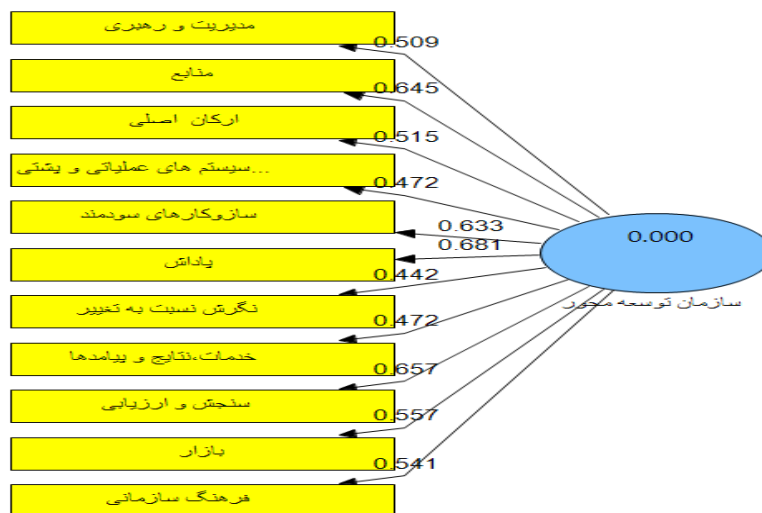 مدیریت و رهبری
0.509
منابع
0.645
ارکان اصلی
0.515
سیستم های عملیاتی و پشتی...
0.472
سازوکارهای سودمند
0.633
پاداش
0.681
0.442
نگرش نسبت به تغییر
0.472
خدمات،نتایج و پیامدها
0.657
سنجش و ارزیابی
0.557
بازار
0.541
فرهنگ سازمانی
0.000
سازمان توسعه محور